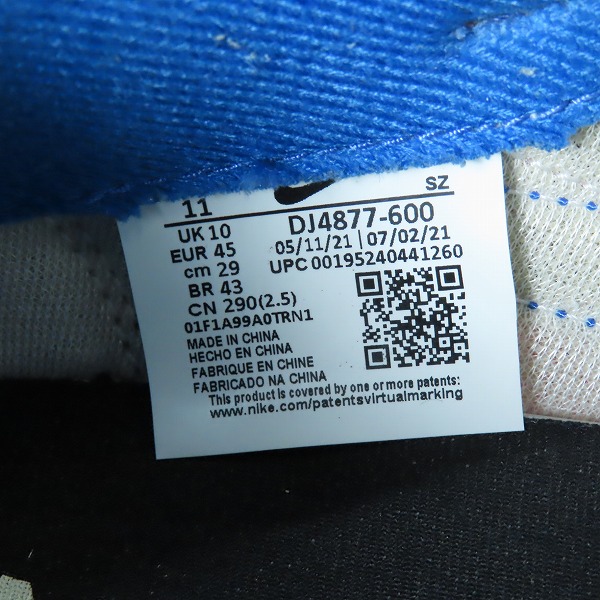 11 SZ
UK 10 DJ4877-600
EUR 45 05/11/21 | 07/02/21
cm 29 UPC 00195240441260
BR 43
CN 290(2.5)
01F1A99A0TRN1
MADE IN CHINA
HECHO EN CHINA
FABRIQUÉ EN CHINE
FABRICADO NA CHINA
This product is covered by one or more patents:
www.nike.com/patentsvirtualmarking